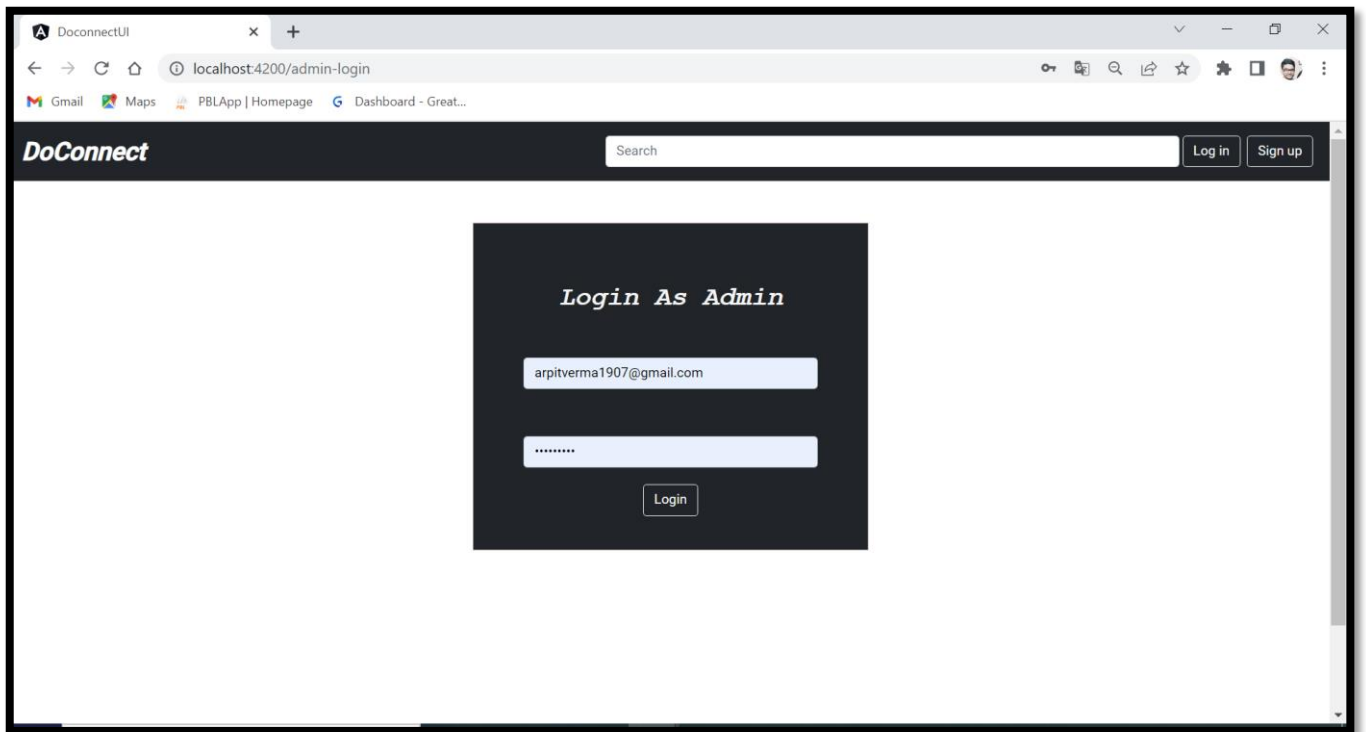 DoconnectUI
localhost:4200/admin-login
Gmail Maps PBLApp | Homepage G Dashboard - Great...
DoConnect Search Log in Sign up
Login As Admin
arpitverma1907@gmail.com
•••••••••
Login